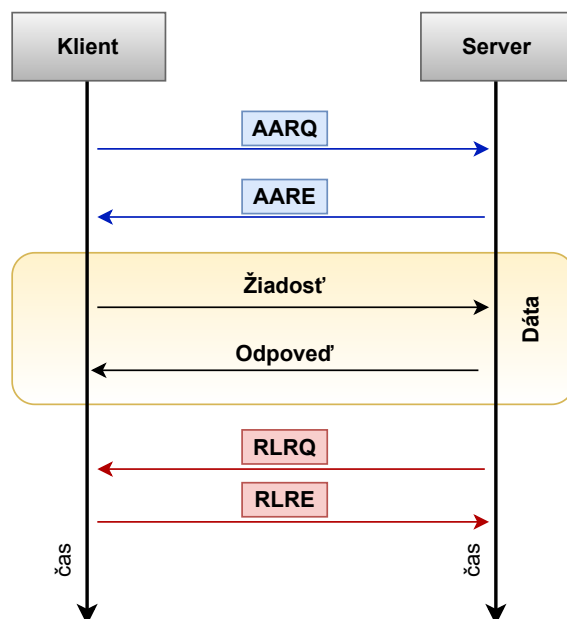 Klient
Server
AARQ
AARE
Žiadosť
Dáta
Odpoveď
RLRQ
RLRE
čas
čas